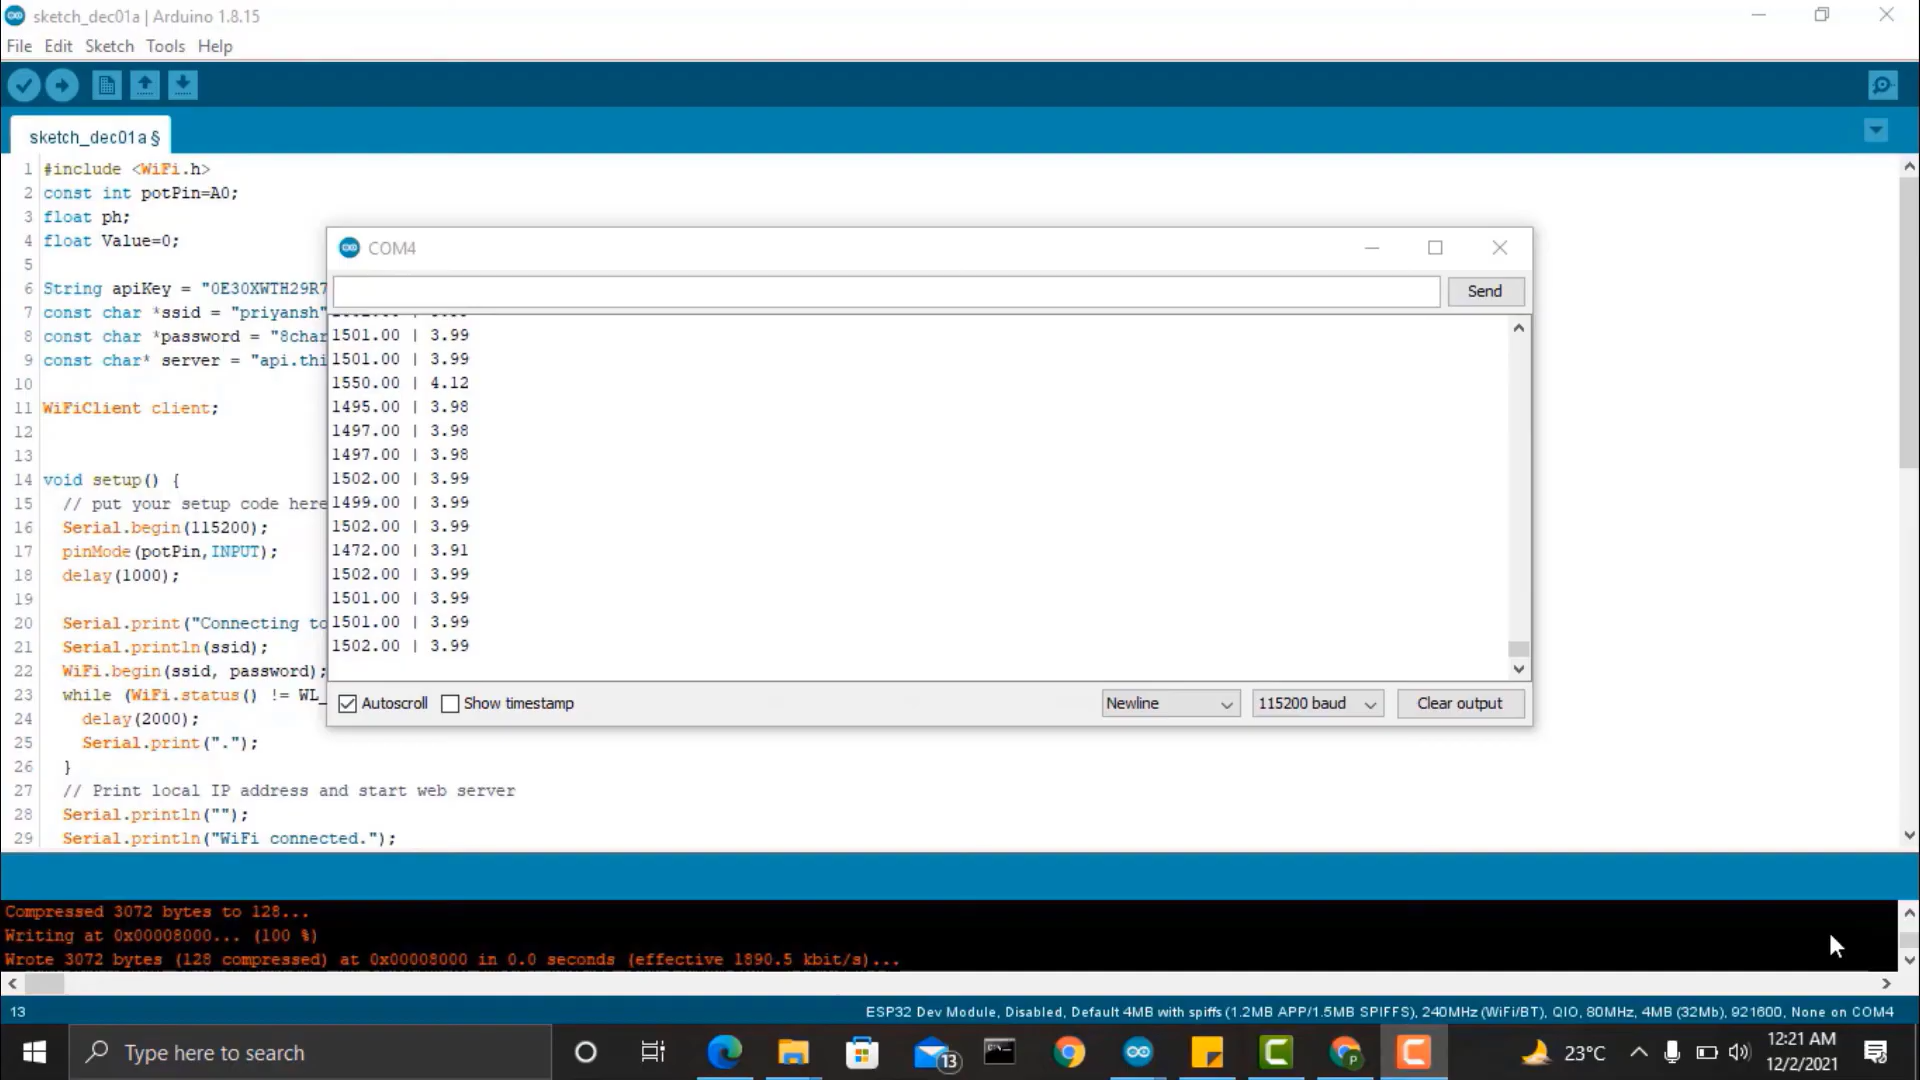 sketch_dec01a | Arduino 1.8.15
File Edit Sketch Tools Help
sketch_dec01a §
1 #include <WiFi.h>
2 const int potPin=A0;
3 float ph;
4 float Value=0;
5
6 String apiKey = "0E30XWTH29R7
7 const char *ssid = "priyansh"
8 const char *password = "8char
9 const char* server = "api.thi
10
11 WiFiClient client;
12
13
14 void setup() {
15 // put your setup code here
16 Serial.begin(115200);
17 pinMode(potPin,INPUT);
18 delay(1000);
19
20 Serial.print("Connecting to
21 Serial.println(ssid);
22 WiFi.begin(ssid, password);
23 while (WiFi.status() != WL_
24 delay(2000);
25 Serial.print(".");
26 }
27 // Print local IP address and start web server
28 Serial.println("");
29 Serial.println("WiFi connected.");
COM4
Send
1501.00 | 3.99
1501.00 | 3.99
1550.00 | 4.12
1495.00 | 3.98
1497.00 | 3.98
1497.00 | 3.98
1502.00 | 3.99
1499.00 | 3.99
1502.00 | 3.99
1472.00 | 3.91
1502.00 | 3.99
1501.00 | 3.99
1501.00 | 3.99
1502.00 | 3.99
Autoscroll Show timestamp Newline 115200 baud Clear output
Compressed 3072 bytes to 128...
Writing at 0x00008000... (100 %)
Wrote 3072 bytes (128 compressed) at 0x00008000 in 0.0 seconds (effective 1890.5 kbit/s)...
13 ESP32 Dev Module, Disabled, Default 4MB with spiffs (1.2MB APP/1.5MB SPIFFS), 240MHz (WiFi/BT), QIO, 80MHz, 4MB (32Mb), 921600, None on COM4
Type here to search
13
P
23°C
12:21 AM
12/2/2021